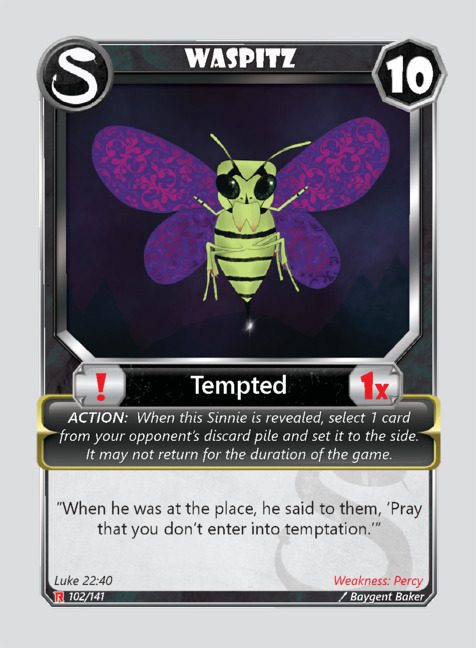 S
WASPITZ
10
!
Tempted
1x
ACTION: When this Sinnie is revealed, select 1 card
from your opponent's discard pile and set it to the side.
It may not return for the duration of the game.
"When he was at the place, he said to them, 'Pray
that you don't enter into temptation.'"
Luke 22:40
Weakness: Percy
R 102/141
Baygent Baker